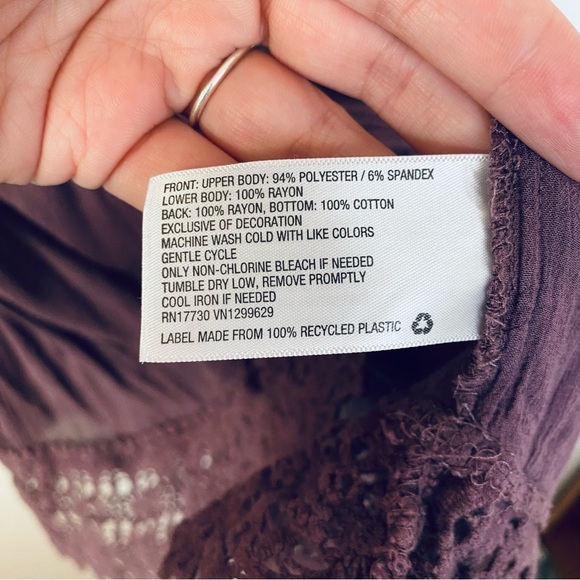 FRONT: UPPER BODY: 94% POLYESTER / 6% SPANDEX
LOWER BODY: 100% RAYON
BACK: 100% RAYON, BOTTOM: 100% COTTON
EXCLUSIVE OF DECORATION
MACHINE WASH COLD WITH LIKE COLORS
GENTLE CYCLE
ONLY NON-CHLORINE BLEACH IF NEEDED
TUMBLE DRY LOW, REMOVE PROMPTLY
COOL IRON IF NEEDED
RN17730 VN1299629
LABEL MADE FROM 100% RECYCLED PLASTIC